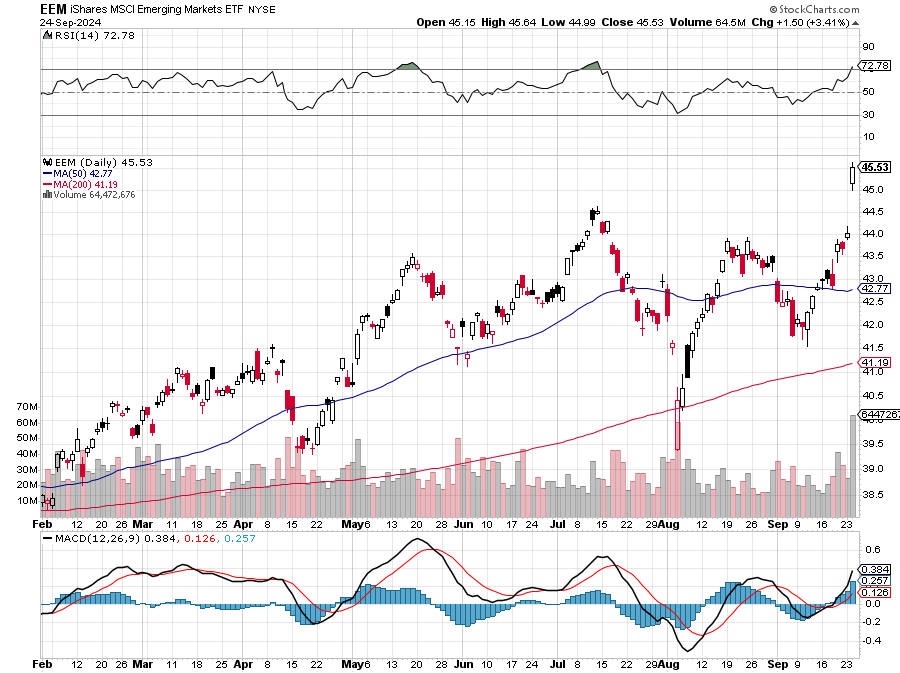 EEM iShares MSCI Emerging Markets ETF NYSE
© StockCharts.com
24-Sep-2024
Open 45.15 High 45.64 Low 44.99 Close 45.53 Volume 64.5M Chg +1.50 (+3.41%)
RSI(14) 72.78
90
72.78
50
30
10
EEM (Daily) 45.53
MA(50) 42.77
MA(200) 41.19
Volume 64,472,676
45.53
45.0
44.5
44.0
43.5
43.0
42.77
42.5
42.0
41.5
41.19
41.0
40.5
39.5
39.0
38.5
70M
60M
50M
40M
30M
20M
10M
Feb 12 20 26 Mar 11 18 25 Apr 8 15 22 May 6 13 20 28 Jun 10 17 24 Jul 8 15 22 29 Aug 12 19 26 Sep 9 16 23
MACD(12,26,9) 0.384, 0.126, 0.257
0.6
0.384
0.257
0.126
0.0
-0.2
-0.4
Feb 12 20 26 Mar 11 18 25 Apr 8 15 22 May 6 13 20 28 Jun 10 17 24 Jul 8 15 22 29 Aug 12 19 26 Sep 9 16 23